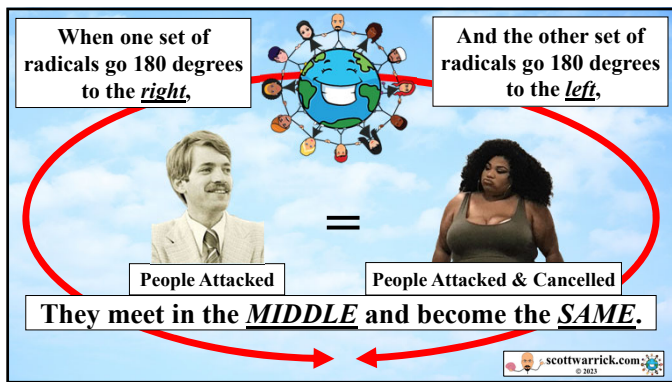 When one set of
radicals go 180 degrees
to the right,
And the other set of
radicals go 180 degrees
to the left,
=
People Attacked
People Attacked & Cancelled
They meet in the MIDDLE and become the SAME.
scottwarrick.com
© 2023